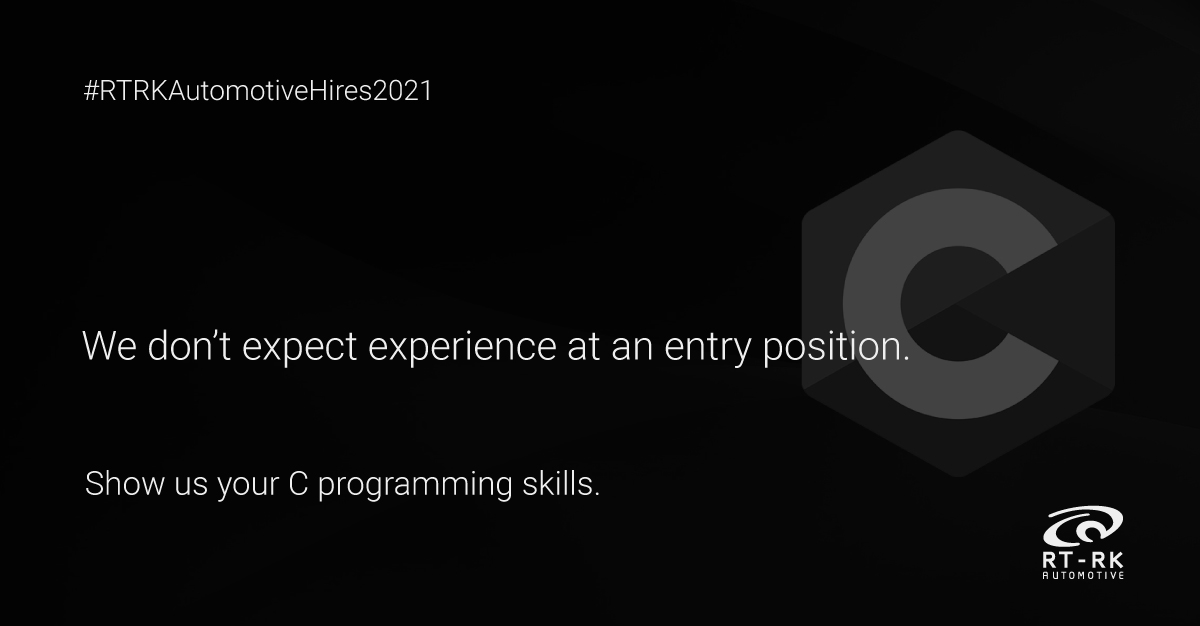 #RTRKAutomotiveHires2021
We don't expect experience at an entry position.
Show us your C programming skills.
C
RT-RK
AUTOMOTIVE